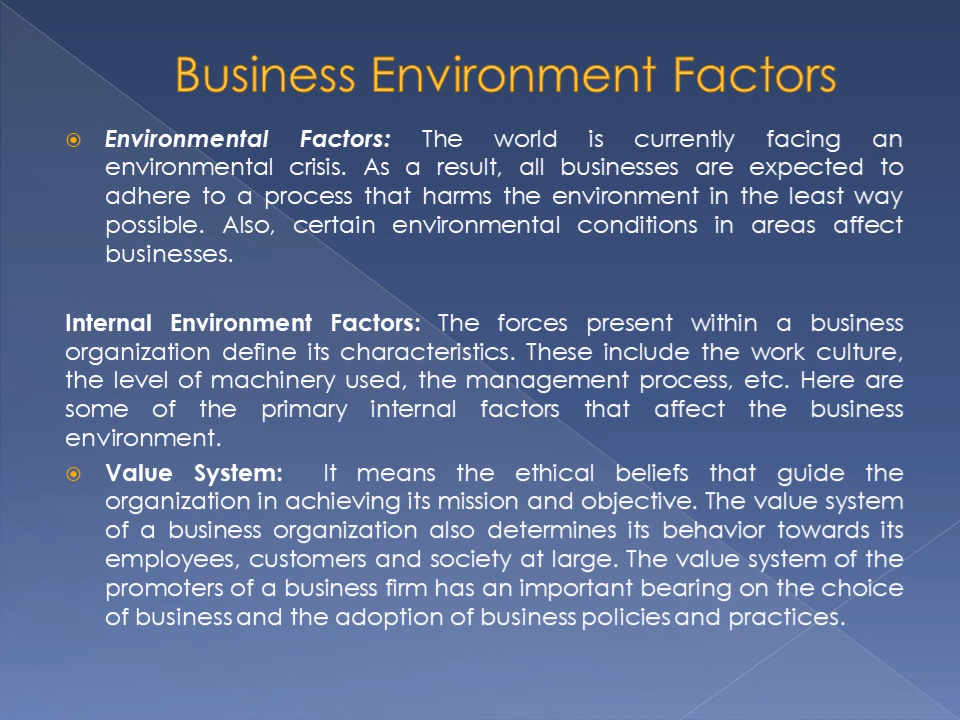 Business Environment Factors
Environmental Factors: The world is currently facing an
environmental crisis. As a result, all businesses are expected to
adhere to a process that harms the environment in the least way
possible. Also, certain environmental conditions in areas affect
businesses.
Internal Environment Factors: The forces present within a business
organization define its characteristics. These include the work culture,
the level of machinery used, the management process, etc. Here are
some of the primary internal factors that affect the business
environment.
Value System: It means the ethical beliefs that guide the
organization in achieving its mission and objective. The value system
of a business organization also determines its behavior towards its
employees, customers and society at large. The value system of the
promoters of a business firm has an important bearing on the choice
of business and the adoption of business policies and practices.